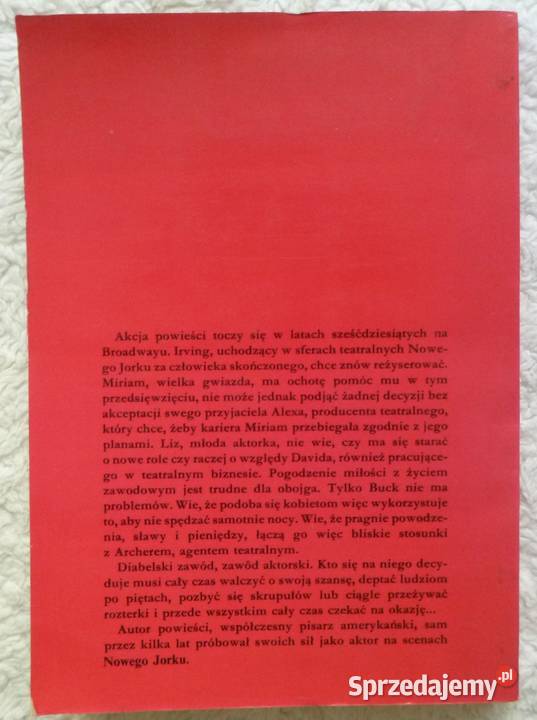 Akcja powieści toczy się w latach sześćdziesiątych na
Broadwayu. Irving, uchodzący w sferach teatralnych Nowe-
go Jorku za człowieka skończonego, chce znów reżyserować.
Miriam, wielka gwiazda, ma ochotę pomóc mu w tym
przedsięwzięciu, nie może jednak podjąć żadnej decyzji bez
akceptacji swego przyjaciela Alexa, producenta teatralnego,
który chce, żeby kariera Miriam przebiegała zgodnie z jego
planami. Liz, młoda aktorka, nie wie, czy ma się starać
o nowe role czy raczej o względy Davida, również pracujące-
go w teatralnym biznesie. Pogodzenie miłości z życiem
zawodowym jest trudne dla obojga. Tylko Buck nie ma
problemów. Wie, że podoba się kobietom więc wykorzystuje
to, aby nie spędzać samotnie nocy. Wie, że pragnie powodze-
nia, sławy i pieniędzy, łączą go więc bliskie stosunki
z Archerem, agentem teatralnym.
Diabelski zawód, zawód aktorski. Kto się na niego decy-
duje musi cały czas walczyć o swoją szansę, deptać ludziom
po piętach, pozbyć się skrupułów lub ciągle przeżywać
rozterki i przede wszystkim cały czas czekać na okazję...
Autor powieści, współczesny pisarz amerykański, sam
przez kilka lat próbował swoich sił jako aktor na scenach
Nowego Jorku.
Sprzedajemy.pl